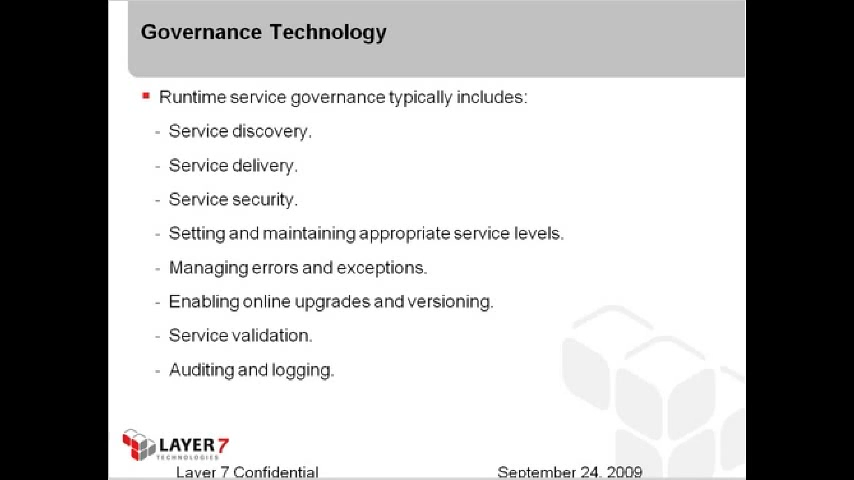 Governance Technology
Runtime service governance typically includes:
- Service discovery.
- Service delivery.
- Service security.
- Setting and maintaining appropriate service levels.
- Managing errors and exceptions.
- Enabling online upgrades and versioning.
- Service validation.
- Auditing and logging.
LAYER 7
TECHNOLOGIES
Layer 7 Confidential September 24, 2009